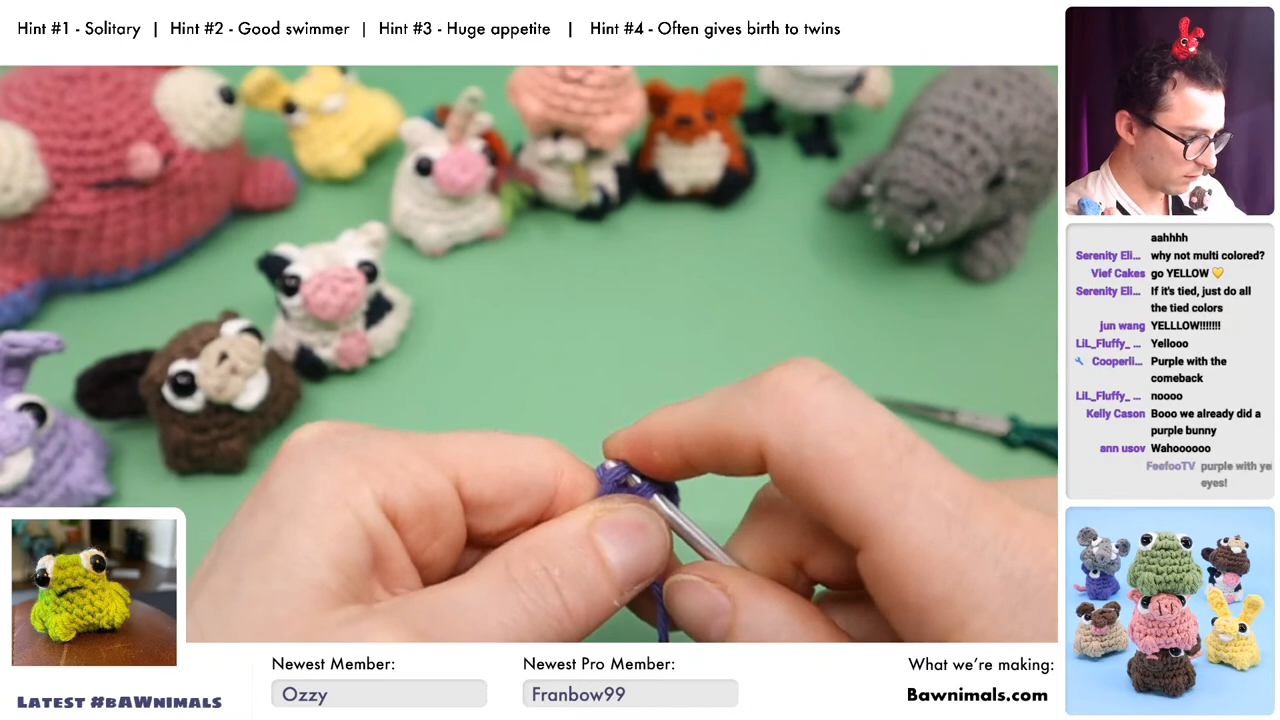 Hint #1 - Solitary | Hint #2 - Good swimmer | Hint #3 - Huge appetite | Hint #4 - Often gives birth to twins
aahhhh
Serenity Eli... why not multi colored?
Vief Cakes go YELLOW 💛
Serenity Eli... If it's tied, just do all
the tied colors
jun wang YELLLOW!!!!!!!
LiL_Fluffy_ ... Yellooo
Cooperli... Purple with the
comeback
LiL_Fluffy_ ... noooo
Kelly Cason Booo we already did a
purple bunny
ann usov Wahoooooo
FeefooTV purple with ye
eyes!
Latest #bAWnimals
Newest Member:
Ozzy
Newest Pro Member:
Franbow99
What we're making:
Bawnimals.com